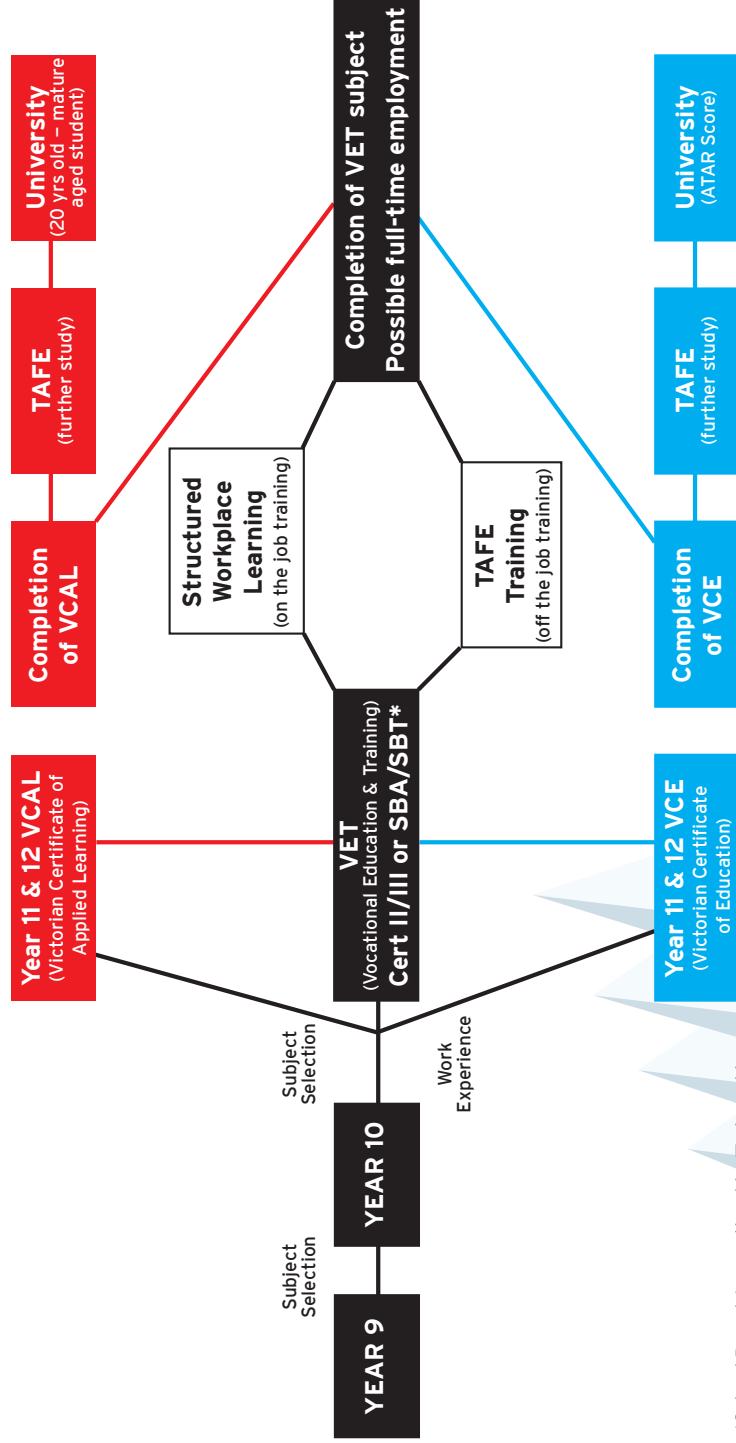 YEAR 9
Subject
Selection
YEAR 10
Subject
Selection
Work
Experience
Year 11 & 12 VCAL
(Victorian Certificate of
Applied Learning)
VET
(Vocational Education & Training)
Cert II/III or SBA/SBT*
Year 11 & 12 VCE
(Victorian Certificate
of Education)
Completion
of VCAL
Structured
Workplace
Learning
(on the job training)
TAFE
Training
(off the job training)
Completion
of VCE
TAFE
(further study)
TAFE
(further study)
University
(20 yrs old – mature
aged student)
Completion of VET subject
Possible full-time employment
University
(ATAR Score)